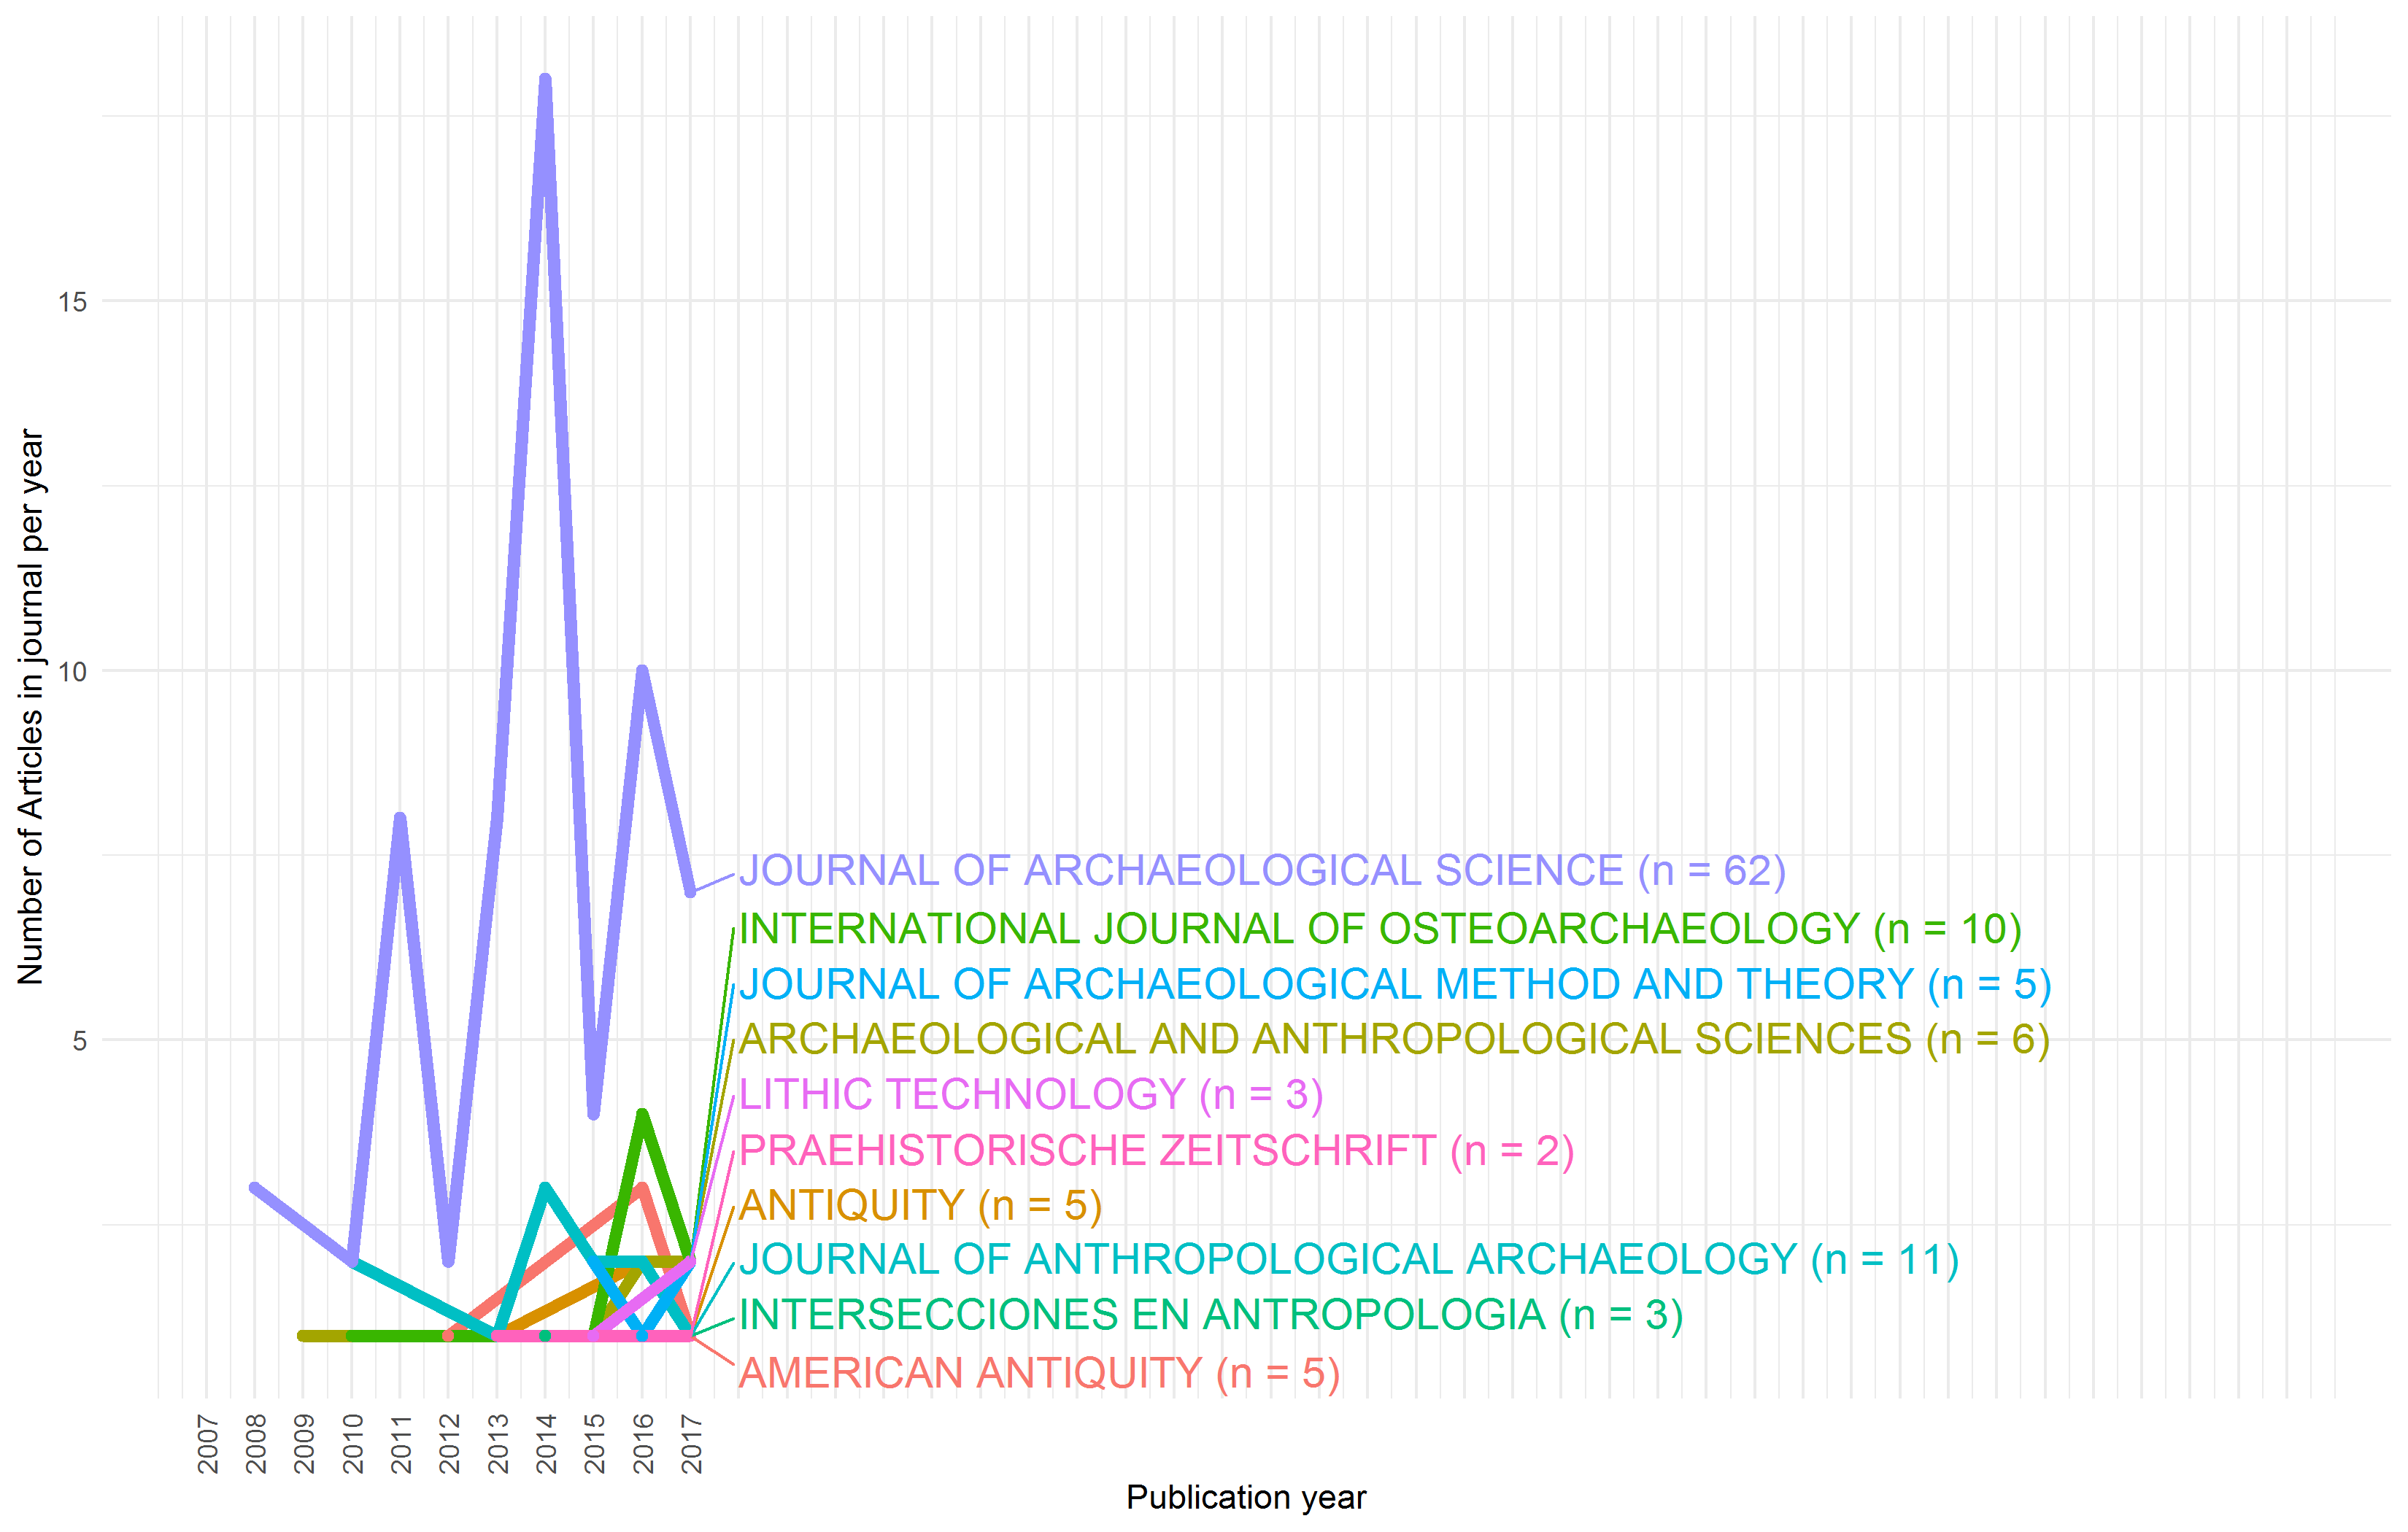 Number of Articles in journal per year
15
10
5
JOURNAL OF ARCHAEOLOGICAL SCIENCE (n = 62)
INTERNATIONAL JOURNAL OF OSTEOARCHAEOLOGY (n = 10)
JOURNAL OF ARCHAEOLOGICAL METHOD AND THEORY (n = 5)
ARCHAEOLOGICAL AND ANTHROPOLOGICAL SCIENCES (n = 6)
LITHIC TECHNOLOGY (n = 3)
PRAEHISTORISCHE ZEITSCHRIFT (n = 2)
ANTIQUITY (n = 5)
JOURNAL OF ANTHROPOLOGICAL ARCHAEOLOGY (n = 11)
INTERSECCIONES EN ANTROPOLOGIA (n = 3)
AMERICAN ANTIQUITY (n = 5)
2007
2008
2009
2010
2011
2012
2013
2014
2015
2016
2017
Publication year